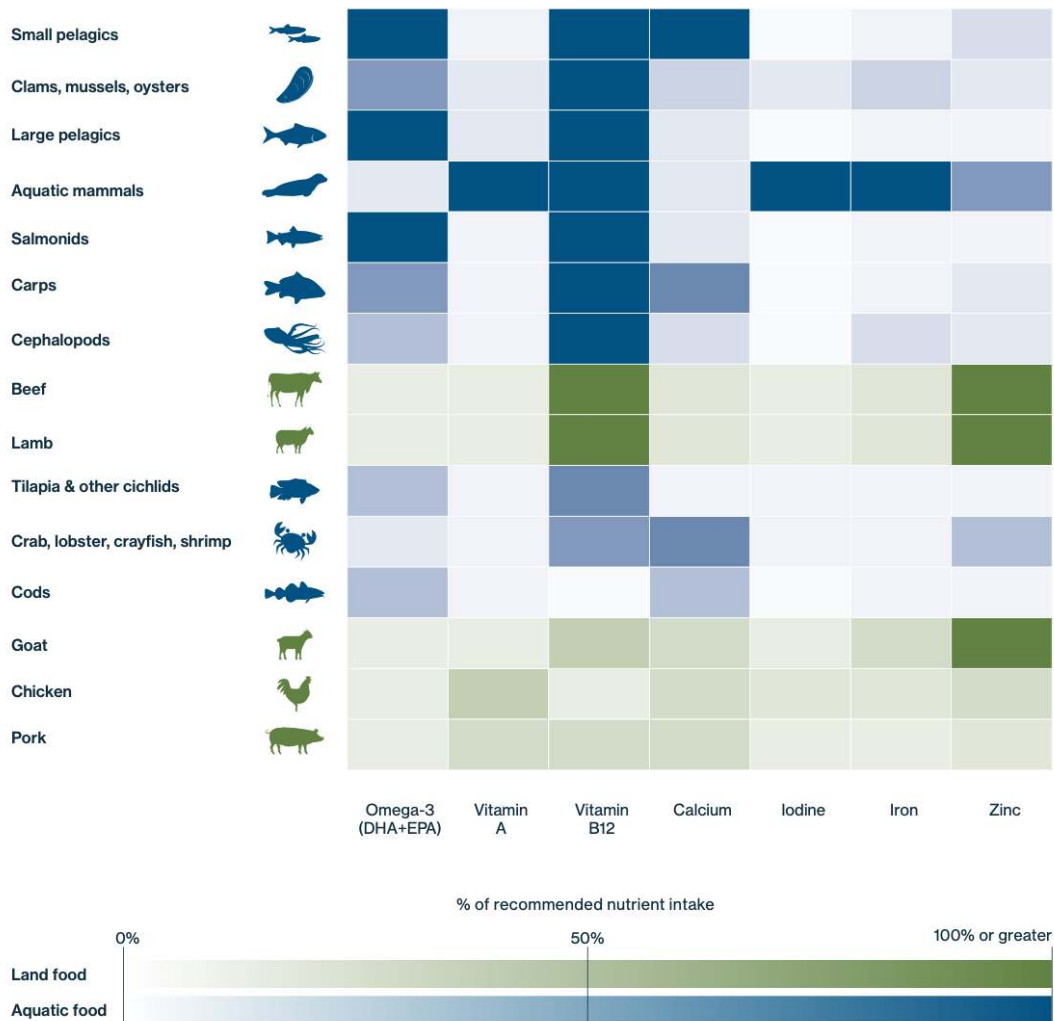 Small pelagics
Clams, mussels, oysters
Large pelagics
Aquatic mammals
Salmonids
Carps
Cephalopods
Beef
Lamb
Tilapia & other cichlids
Crab, lobster, crayfish, shrimp
Cods
Goat
Chicken
Pork
Omega-3 (DHA+EPA)
Vitamin A
Vitamin B12
Calcium
Iodine
Iron
Zinc
% of recommended nutrient intake
0% 50% 100% or greater
Land food
Aquatic food